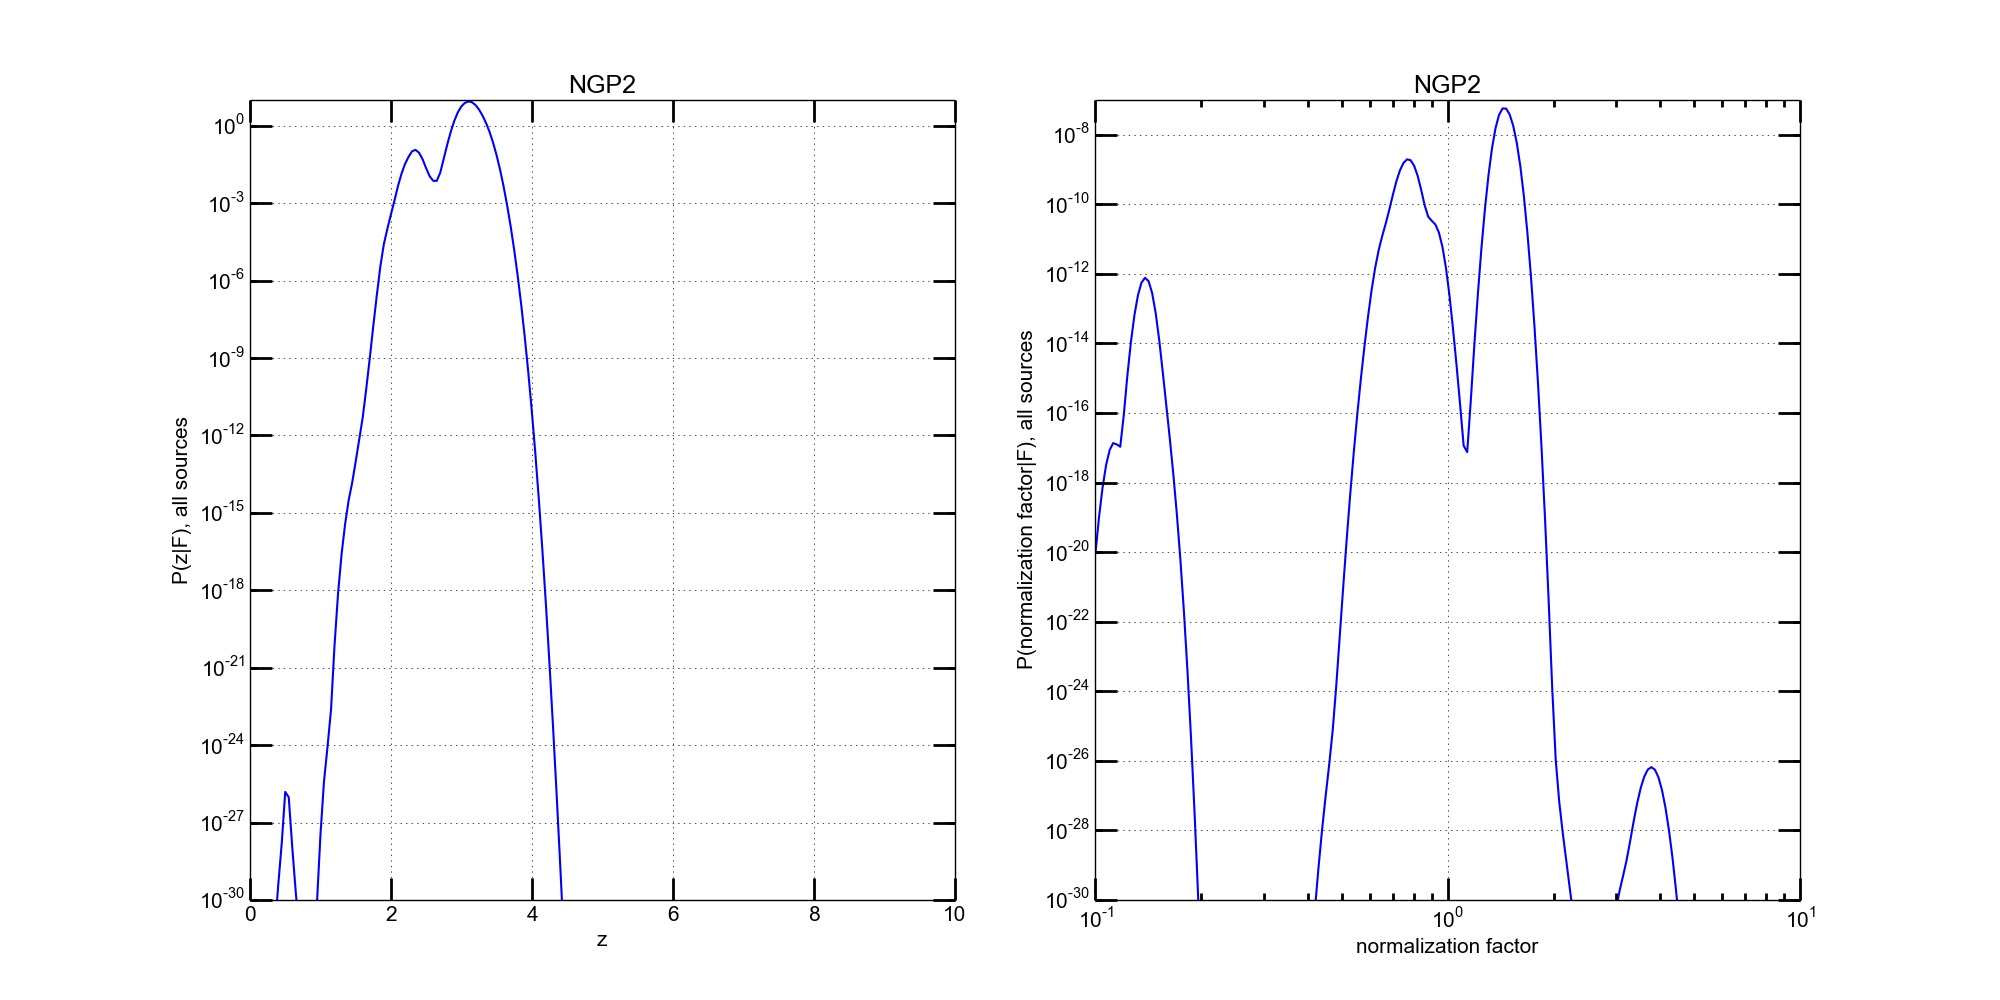 NGP2
10^0
10^-3
10^-6
10^-9
10^-12
10^-15
10^-18
10^-21
10^-24
10^-27
10^-30
P(z|F), all sources
0 2 4 6 8 10
z
NGP2
10^-8
10^-10
10^-12
10^-14
10^-16
10^-18
10^-20
10^-22
10^-24
10^-26
10^-28
10^-30
P(normalization factor|F), all sources
10^-1 10^0 10^1
normalization factor